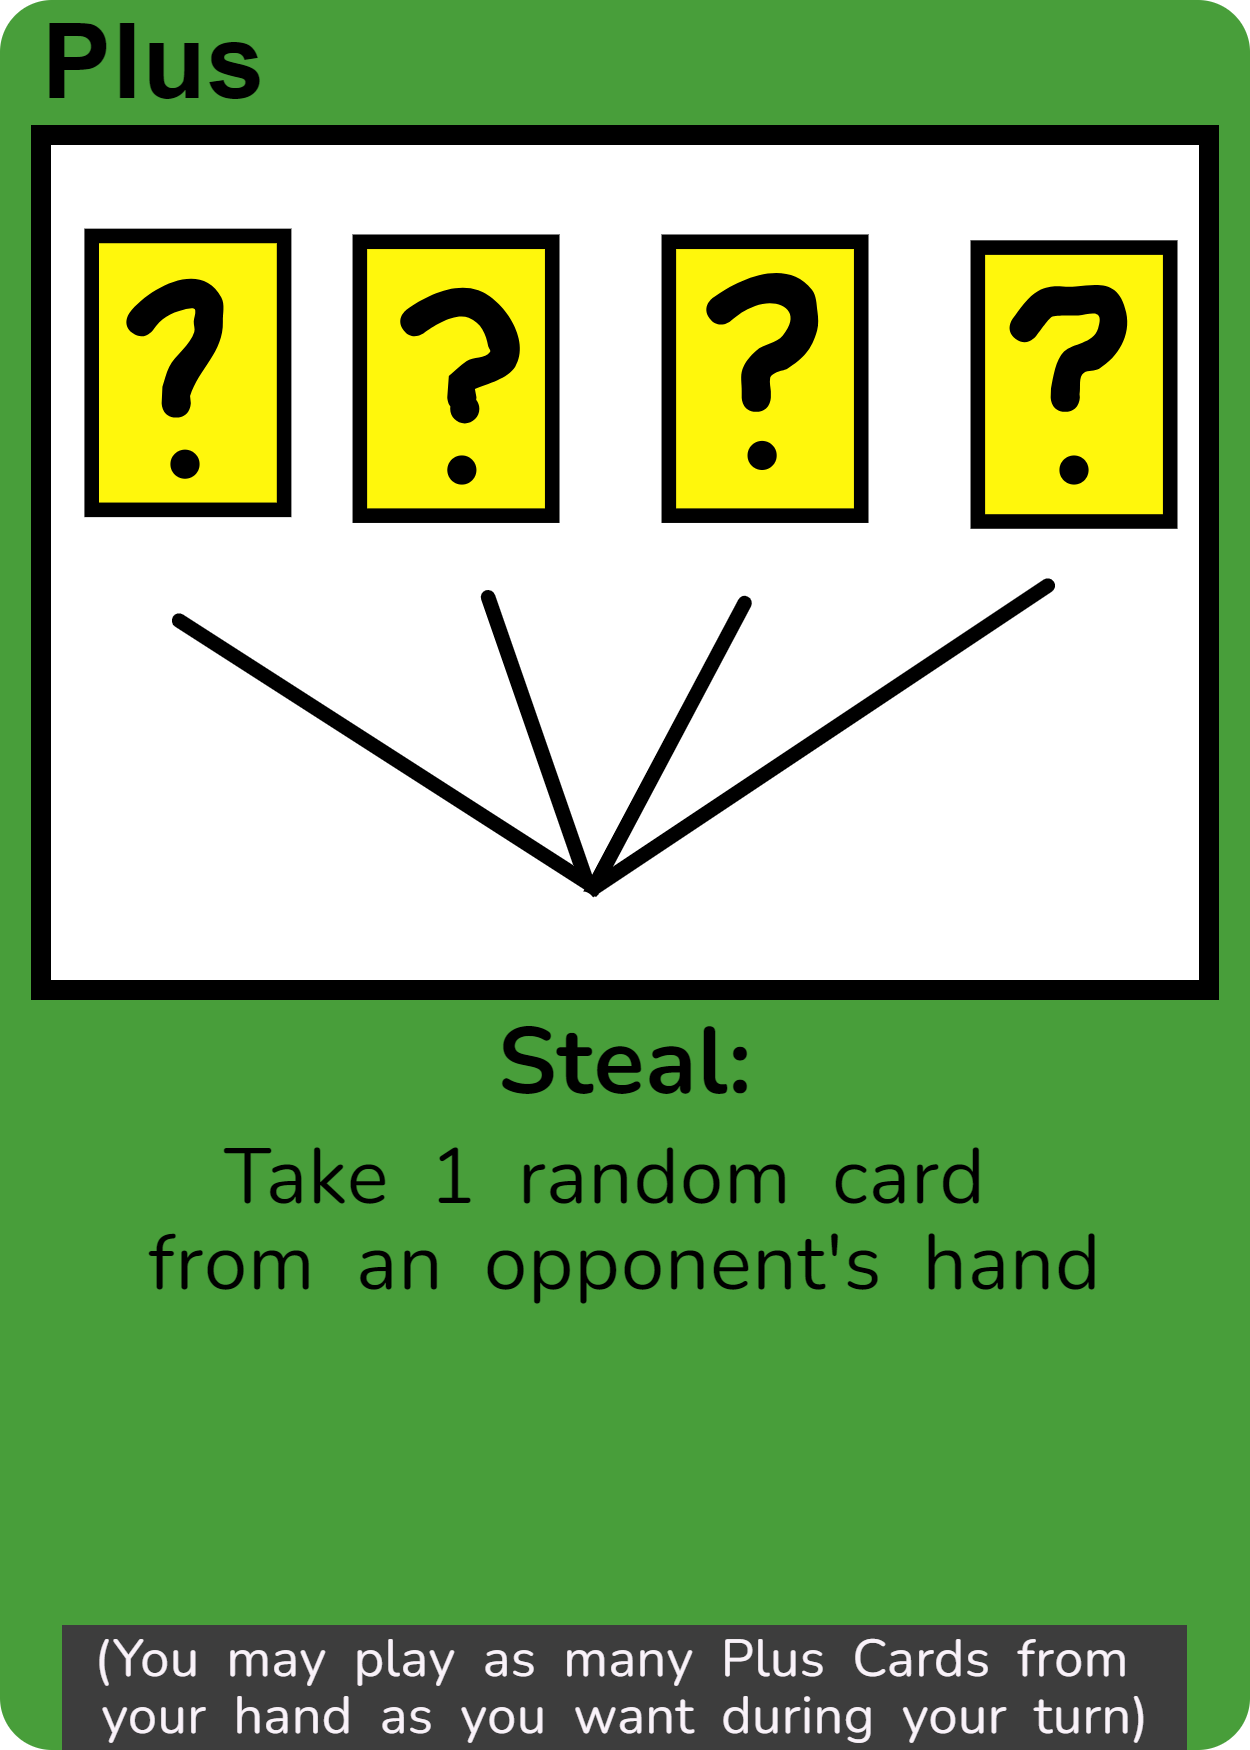 Plus
? ? ? ?
Steal:
Take 1 random card
from an opponent's hand
(You may play as many Plus Cards from
your hand as you want during your turn)